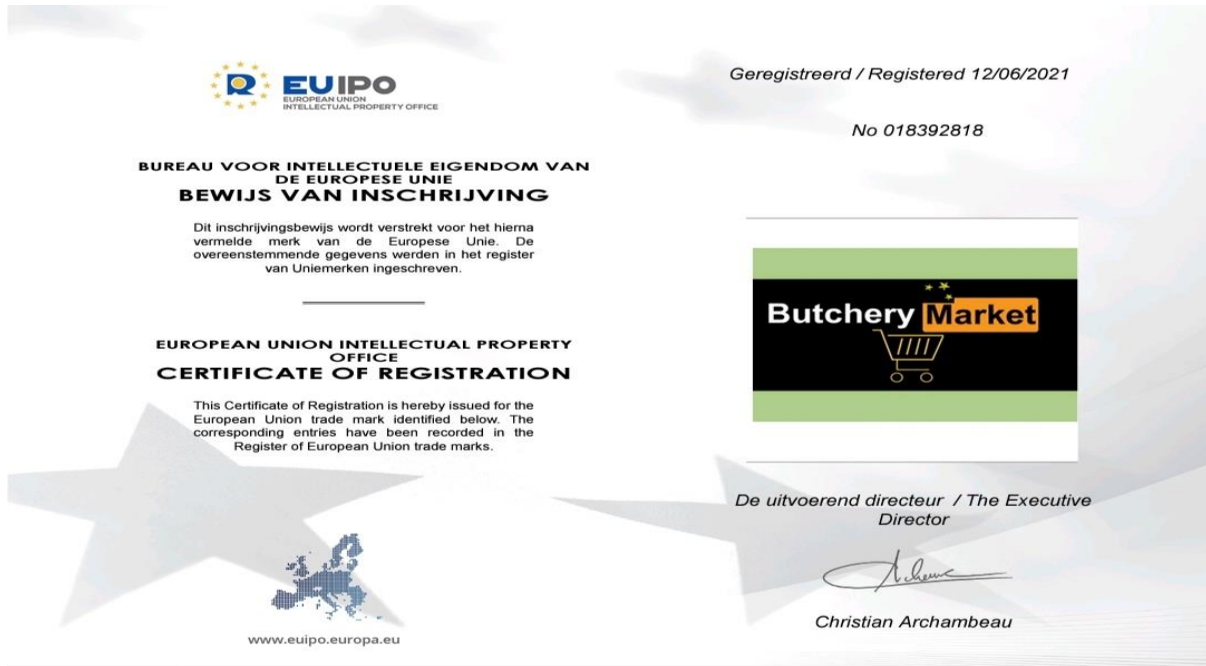 EUIPO
EUROPEAN UNION
INTELLECTUAL PROPERTY OFFICE
BUREAU VOOR INTELLECTUELE EIGENDOM VAN
DE EUROPESE UNIE
BEWIJS VAN INSCHRIJVING
Dit inschrijvingsbewijs wordt verstrekt voor het hierna
vermelde merk van de Europese Unie. De
overeenstemmende gegevens werden in het register
van Uniemerken ingeschreven.
EUROPEAN UNION INTELLECTUAL PROPERTY
OFFICE
CERTIFICATE OF REGISTRATION
This Certificate of Registration is hereby issued for the
European Union trade mark identified below. The
corresponding entries have been recorded in the
Register of European Union trade marks.
www.euipo.europa.eu
Geregistreerd / Registered 12/06/2021
No 018392818
Butchery Market
De uitvoerend directeur / The Executive
Director
Christian Archambeau